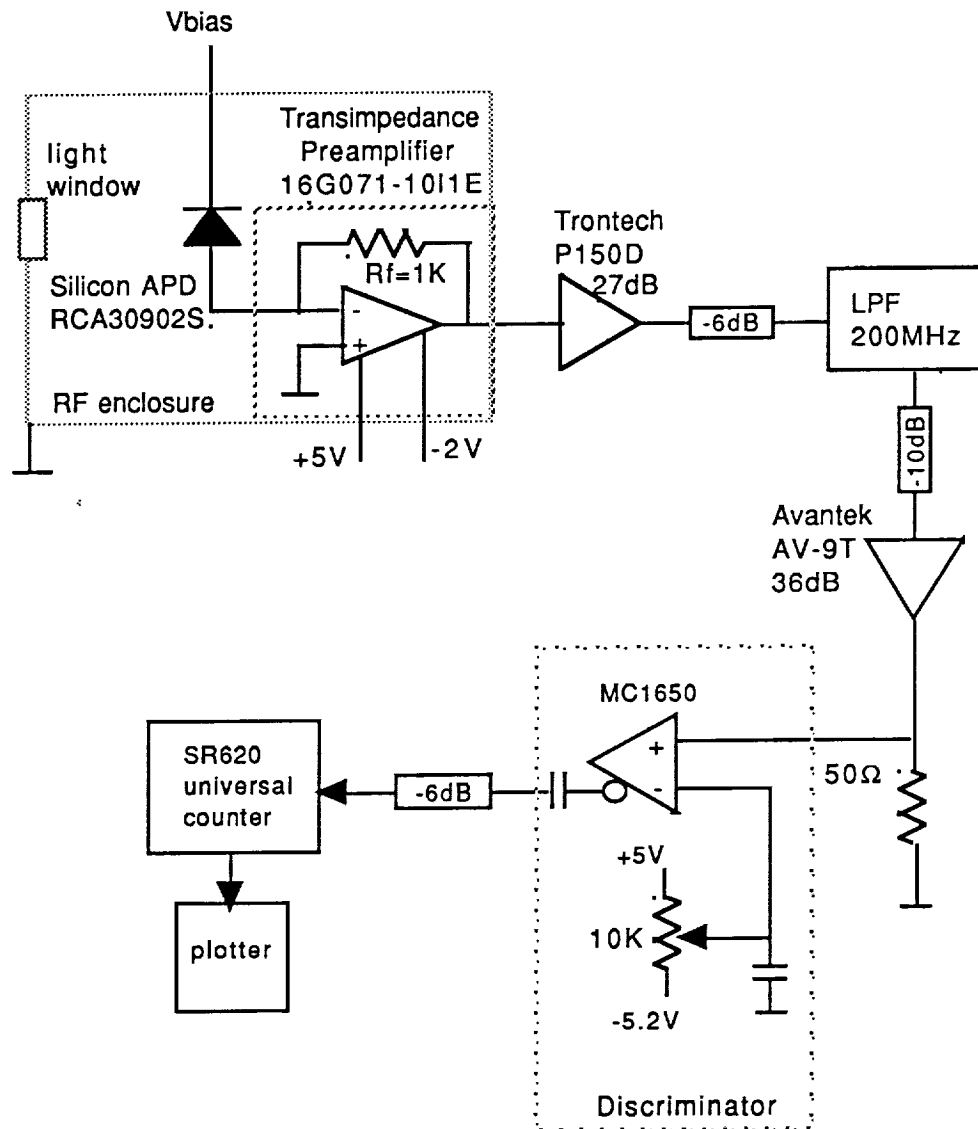 Vbias
light
window
Transimpedance
Preamplifier
16G071-10I1E
Rf=1K
Silicon APD
RCA30902S.
-
+
RF enclosure
+5V
-2V
Trontech
P150D
27dB
-6dB
LPF
200MHz
-10dB
Avantek
AV-9T
36dB
MC1650
+
-
50Ω
SR620
universal
counter
-6dB
+5V
10K
-5.2V
plotter
Discriminator